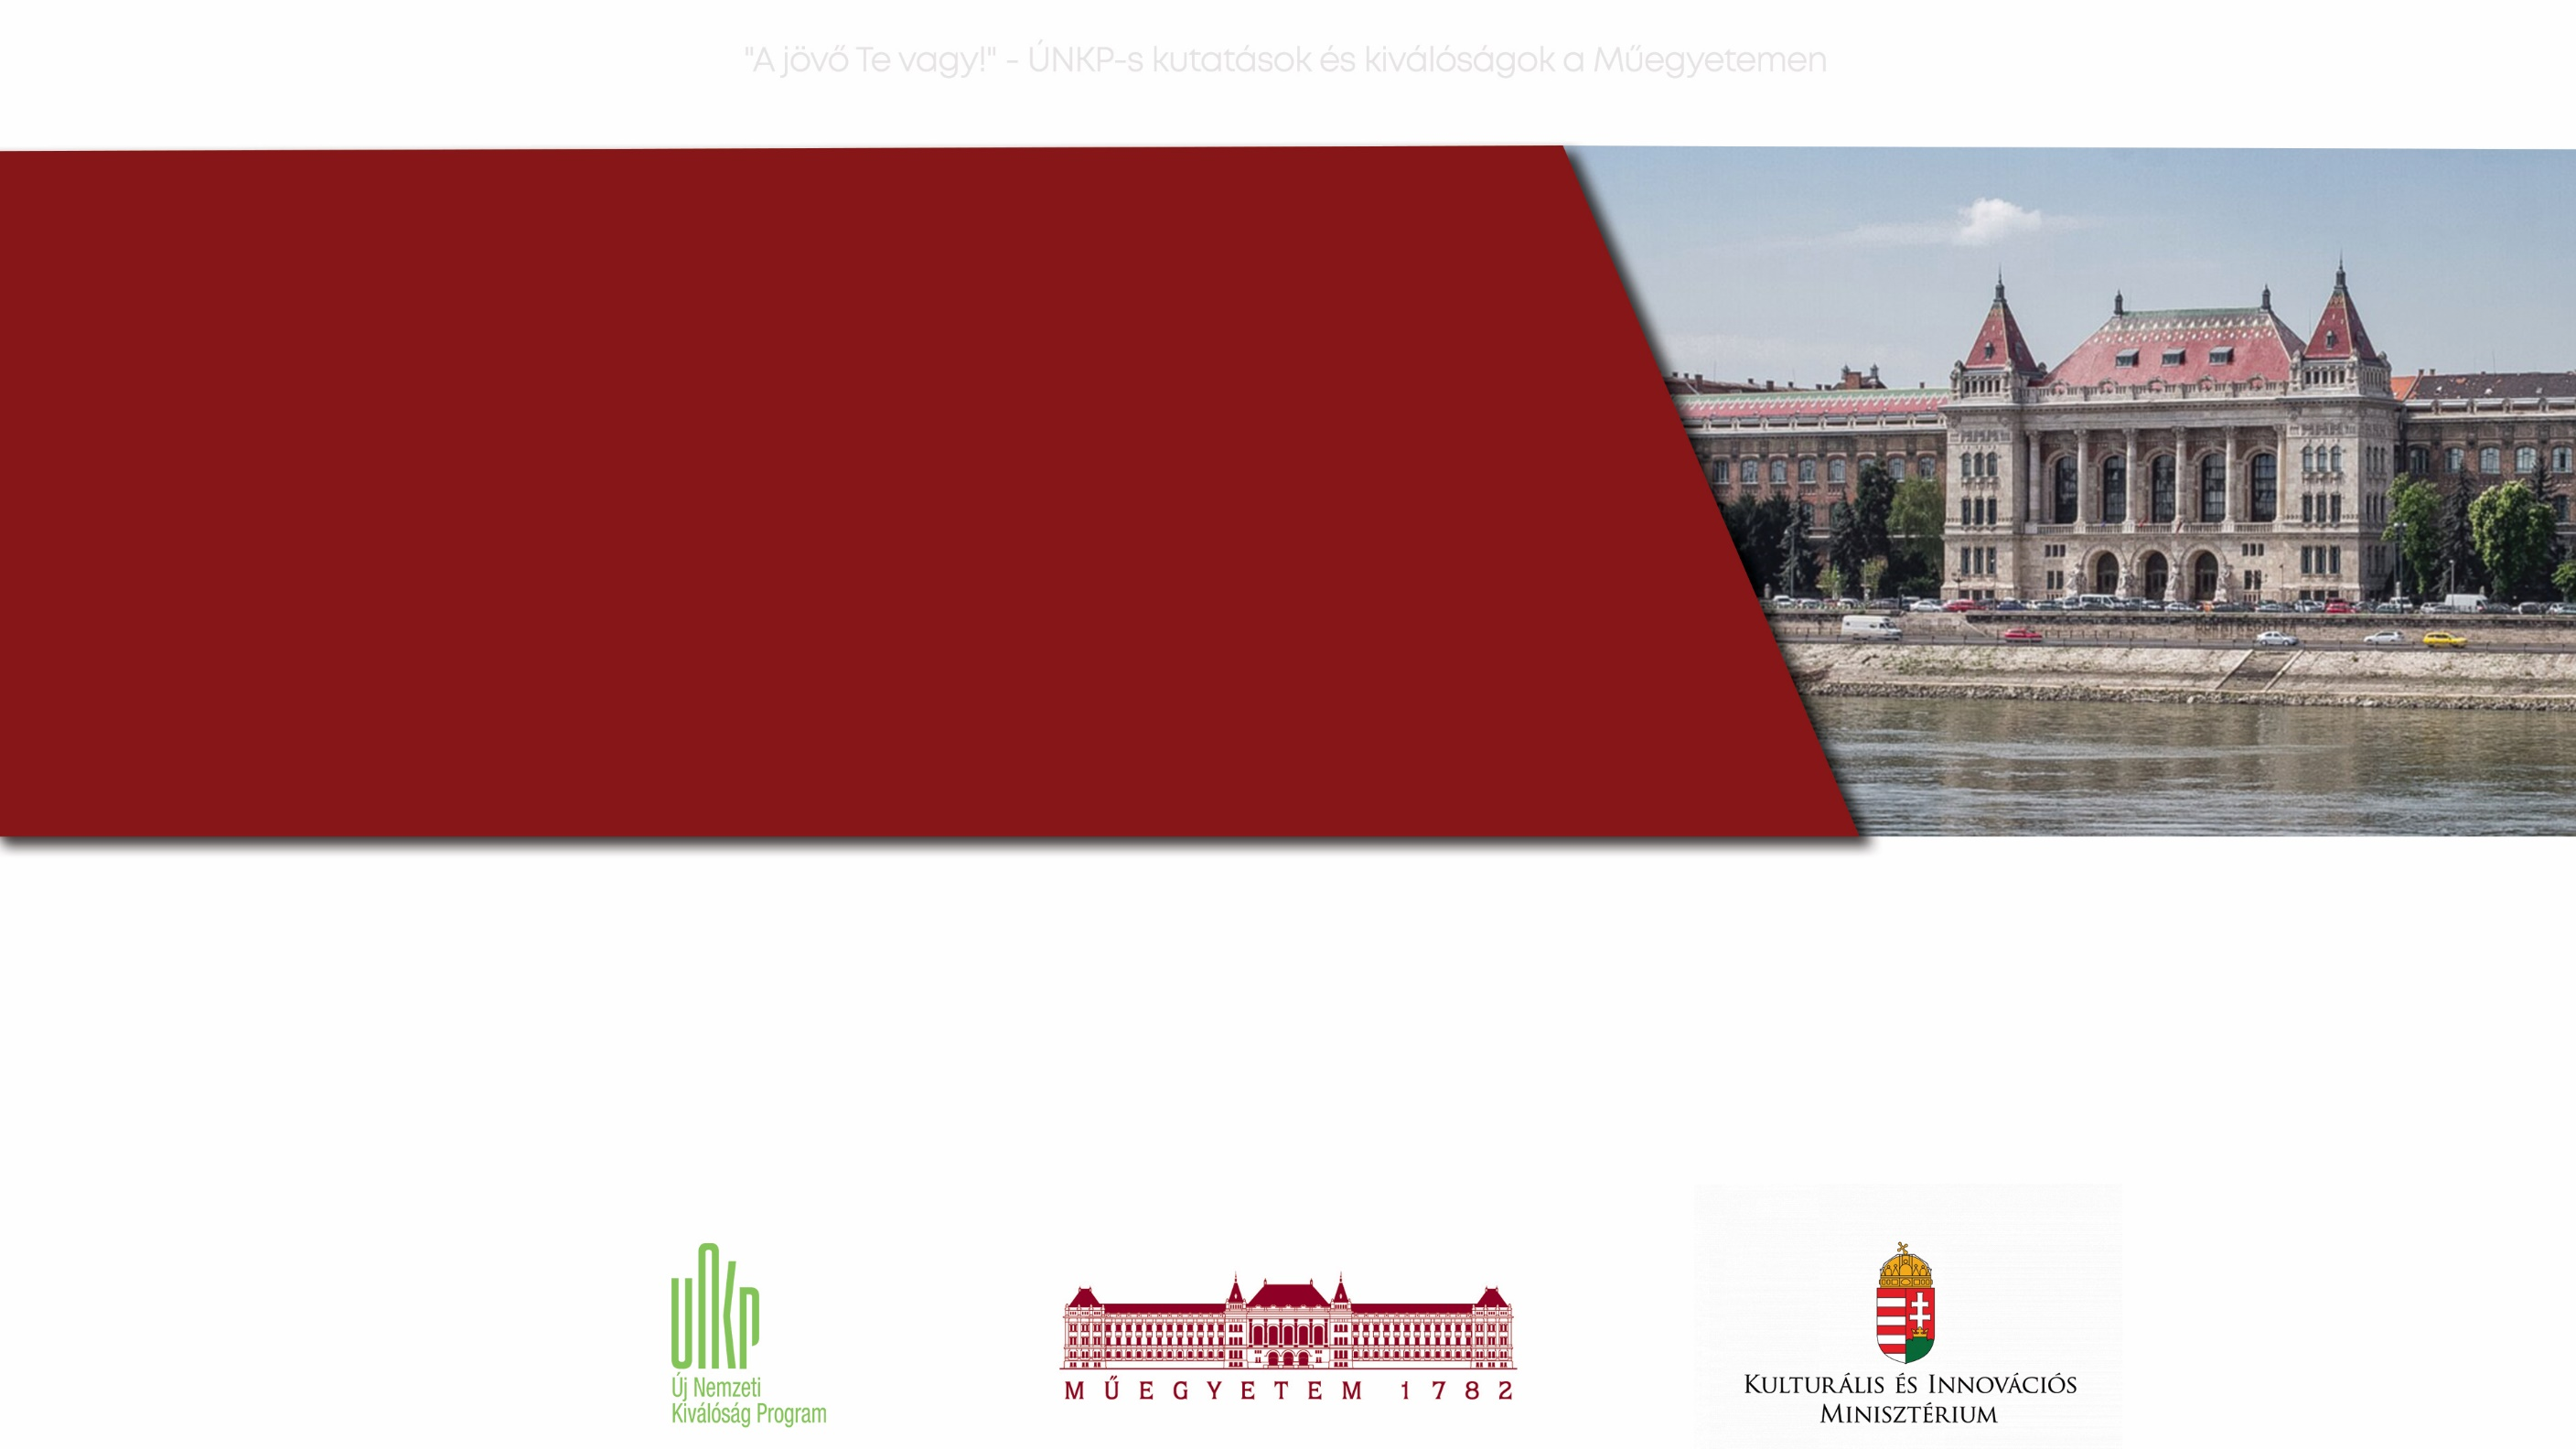 "A jövő Te vagy!" - ÚNKP-s kutatások és kiválóságok a Műegyetemen
ÚNKP
Új Nemzeti
Kiválóság Program
MŰEGYETEM 1782
KULTURÁLIS ÉS INNOVÁCIÓS
MINISZTÉRIUM